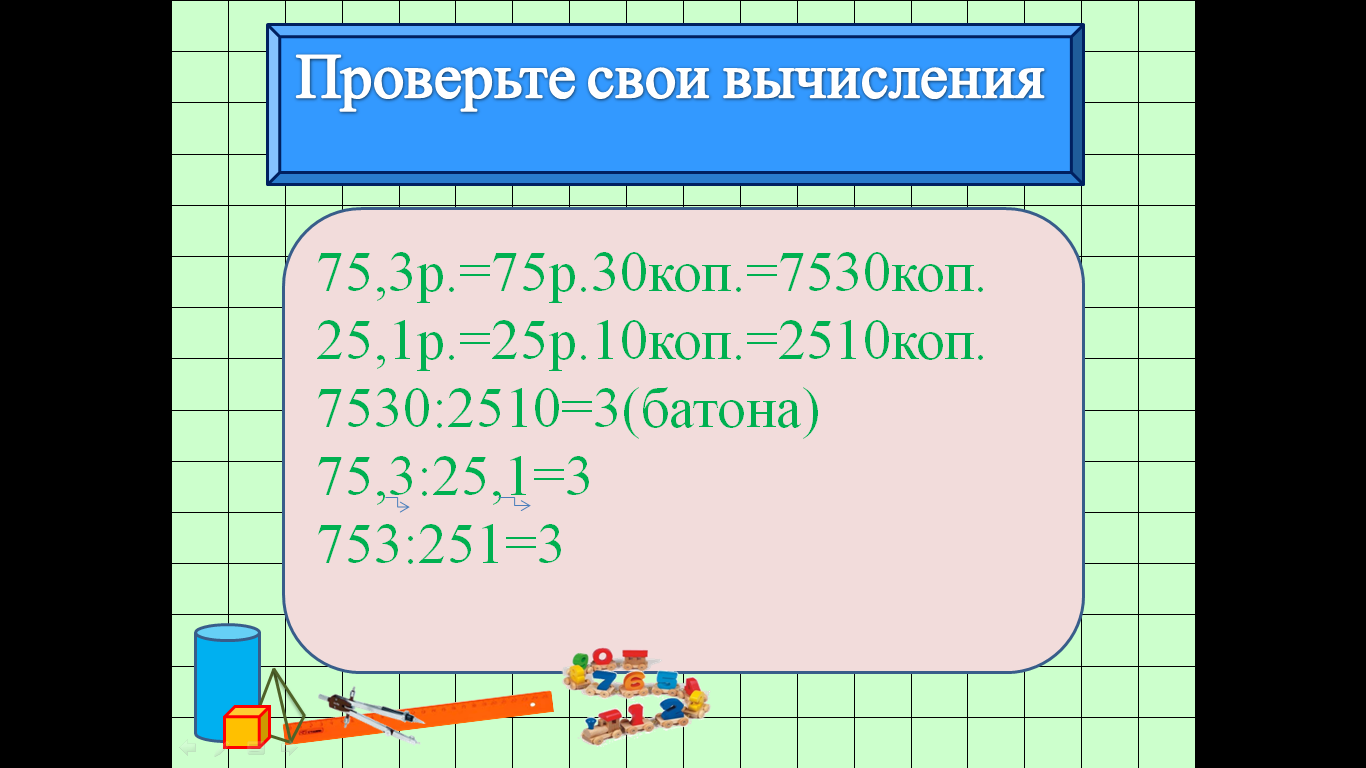 Проверьте свои вычисления
75,3р.=75р.30коп.=7530коп.
25,1р.=25р.10коп.=2510коп.
7530:2510=3(батона)
75,3:25,1=3
753:251=3